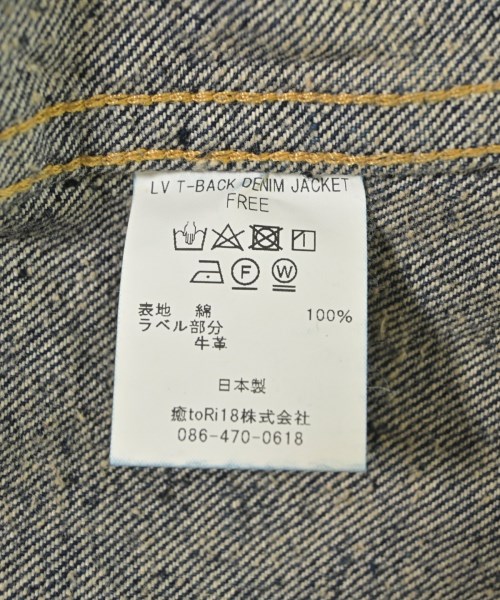 LV T-BACK DENIM JACKET
FREE
F W
表地 綿 100%
ラベル部分
牛革
日本製
癒toRi18株式会社
086-470-0618